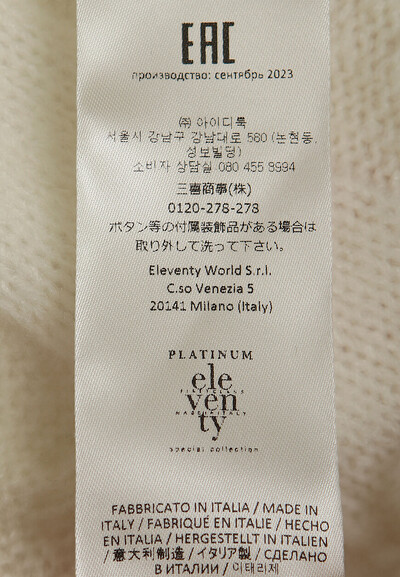 EAC
производство: сентябрь 2023
㈜ 아이디룩
서울시 강남구 강남대로 580 (논현동,
성보빌딩)
소비자 상담실 080 455 8994
三喜商事(株)
0120-278-278
ボタン等の付属装飾品がある場合は
取り外して洗って下さい。
Eleventy World S.r.l.
C.so Venezia 5
20141 Milano (Italy)
PLATINUM
ele
ven
MADE IN ITALY
ty
special collection
FABBRICATO IN ITALIA / MADE IN
ITALY / FABRIQUÉ EN ITALIE / HECHO
EN ITALIA / HERGESTELLT IN ITALIEN
/ 意大利制造 / イタリア製 / СДЕЛАНО
В ИТАЛИИ / 이태리제